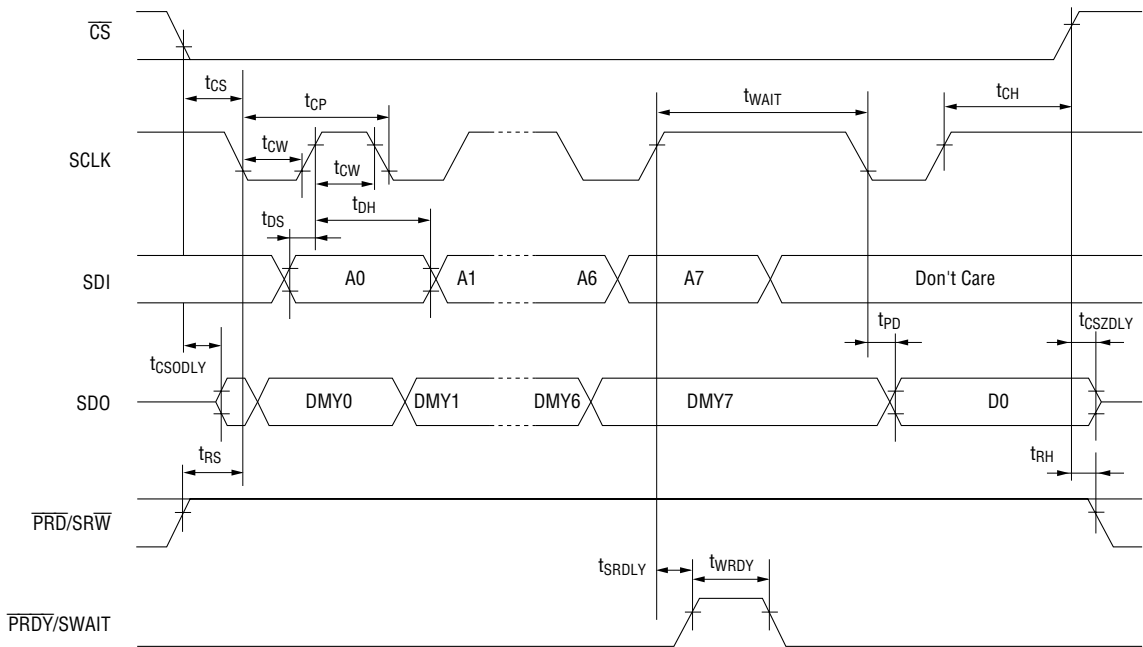 CS
tCS
tCP
tWAIT
tCH
SCLK
tCW
tCW
tDS
tDH
SDI
A0
A1
A6
A7
Don't Care
tCSODLY
tPD
tCSZDLY
SDO
DMY0
DMY1
DMY6
DMY7
D0
tRS
tRH
PRD/SRW
tSRDLY
tWRDY
PRDY/SWAIT